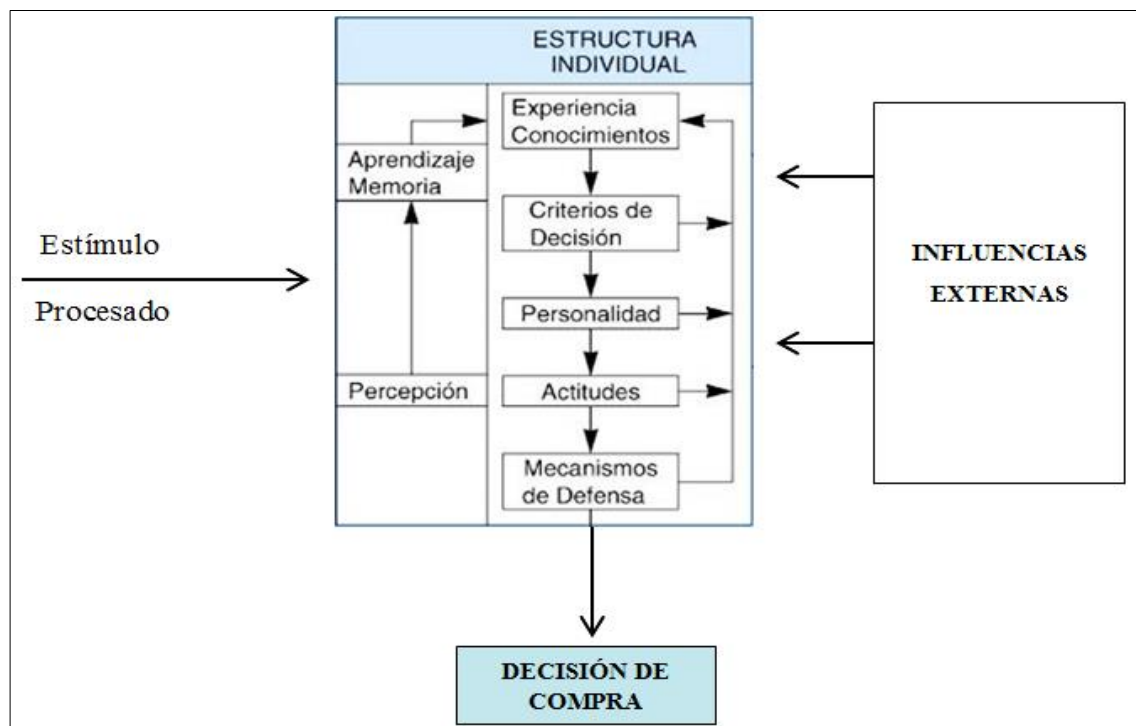 ESTRUCTURA
INDIVIDUAL
Experiencia
Conocimientos
Aprendizaje
Memoria
Criterios de
Decisión
Estímulo
Procesado
Personalidad
Percepción
Actitudes
Mecanismos
de Defensa
INFLUENCIAS
EXTERNAS
DECISIÓN DE
COMPRA